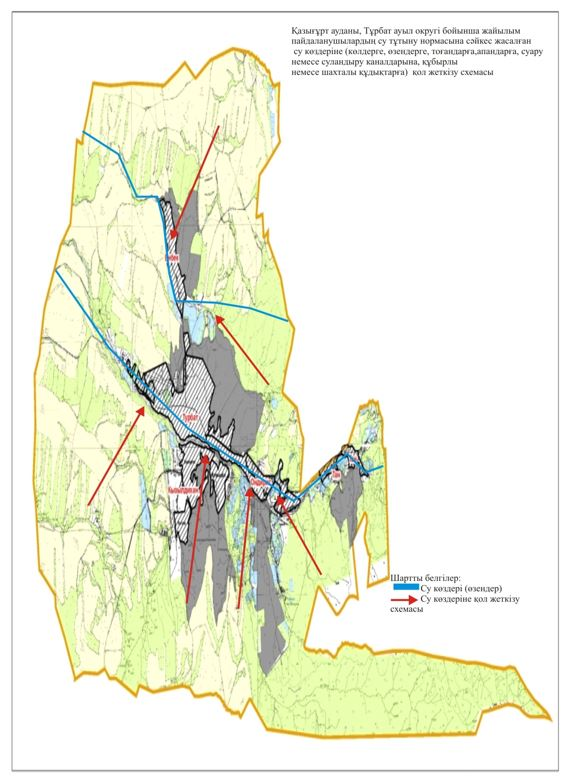 Қазығұрт ауданы, Тұрбат ауыл округі бойынша жайылым
пайдаланушылардың су тұтыну нормасына сәйкес жасалған
су көздеріне (көлдерге, өзендерге, тоғандарға,апандарға, суару
немесе суландыру каналдарына, құбырлы
немесе шахталы құдықтарға) қол жеткізу схемасы
Турбат
Кызылдихан
Шартты белгілер:
Су көздері (өзендер)
Су көздеріне қол жеткізу
схемасы